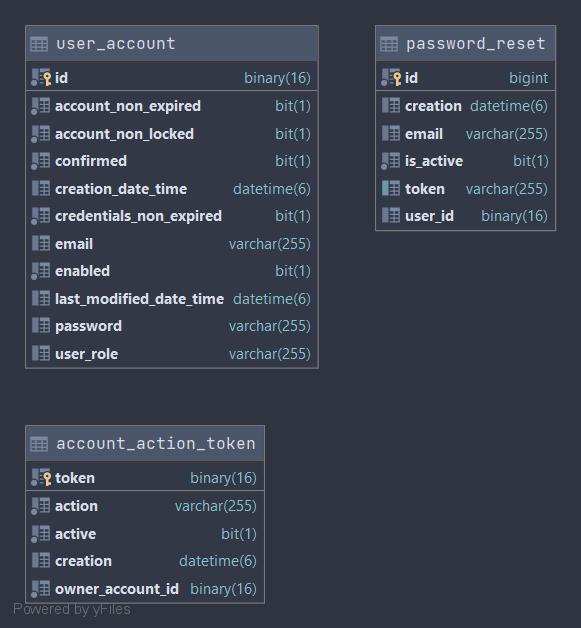 user_account
id binary(16)
account_non_expired bit(1)
account_non_locked bit(1)
confirmed bit(1)
creation_date_time datetime(6)
credentials_non_expired bit(1)
email varchar(255)
enabled bit(1)
last_modified_date_time datetime(6)
password varchar(255)
user_role varchar(255)
password_reset
id bigint
creation datetime(6)
email varchar(255)
is_active bit(1)
token varchar(255)
user_id binary(16)
account_action_token
token binary(16)
action varchar(255)
active bit(1)
creation datetime(6)
owner_account_id binary(16)
Powered by yFiles